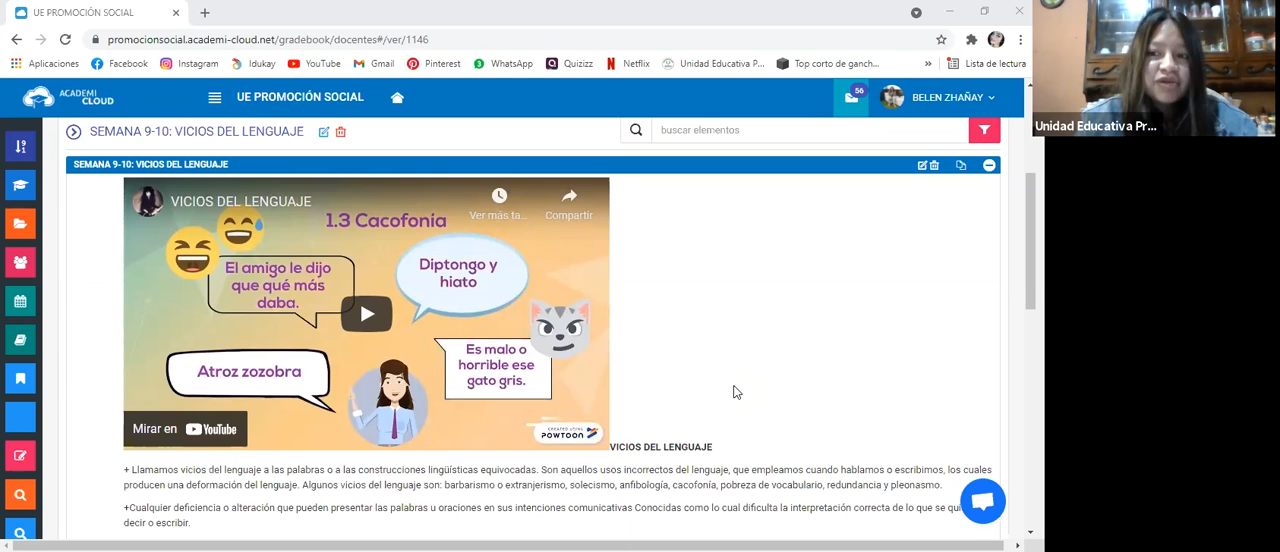 UE PROMOCIÓN SOCIAL
promocionsocial.academi-cloud.net/gradebook/docentes#/ver/1146
Aplicaciones Facebook Instagram Idukay YouTube Gmail Pinterest WhatsApp Quizizz Netflix Unidad Educativa P... Top corto de ganch... » Lista de lectura
ACADEMI
CLOUD
UE PROMOCIÓN SOCIAL
56
BELEN ZHAÑAY
Unidad Educativa Pr...
SEMANA 9-10: VICIOS DEL LENGUAJE
buscar elementos
SEMANA 9-10: VICIOS DEL LENGUAJE
VICIOS DEL LENGUAJE
Ver más ta...
Compartir
1.3 Cacofonía
El amigo le dijo
que qué más
daba.
Diptongo y
hiato
Es malo o
horrible ese
gato gris.
Atroz zozobra
Mirar en YouTube
CREATED USING
POWTOON
VICIOS DEL LENGUAJE
+ Llamamos vicios del lenguaje a las palabras o a las construcciones lingüísticas equivocadas. Son aquellos usos incorrectos del lenguaje, que empleamos cuando hablamos o escribimos, los cuales
producen una deformación del lenguaje. Algunos vicios del lenguaje son: barbarismo o extranjerismo, solecismo, anfibología, cacofonía, pobreza de vocabulario, redundancia y pleonasmo.
+Cualquier deficiencia o alteración que pueden presentar las palabras u oraciones en sus intenciones comunicativas Conocidas como lo cual dificulta la interpretación correcta de lo que se qui
decir o escribir.